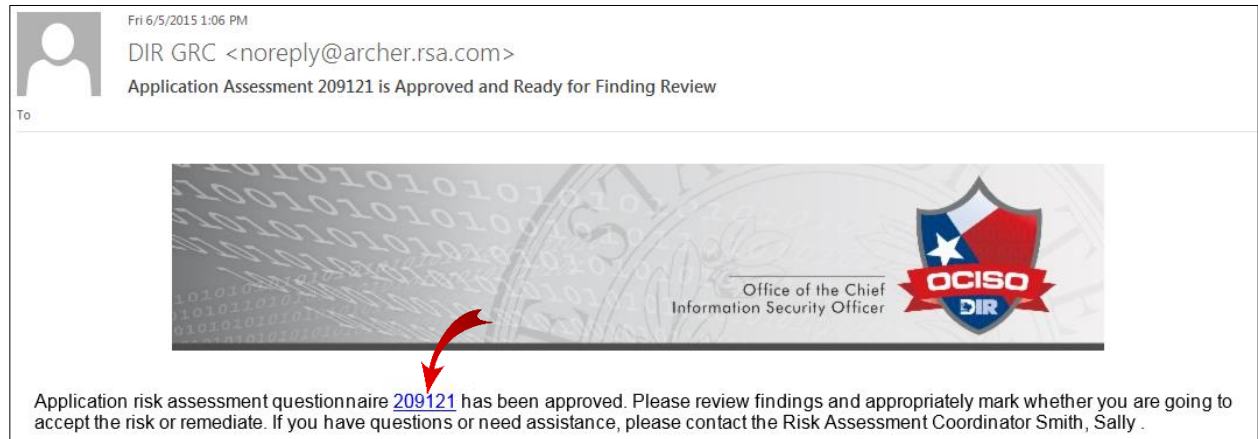 Fri 6/5/2015 1:06 PM
DIR GRC <noreply@archer.rsa.com>
Application Assessment 209121 is Approved and Ready for Finding Review
To
Office of the Chief
Information Security Officer
OCISO
DIR
Application risk assessment questionnaire 209121 has been approved. Please review findings and appropriately mark whether you are going to
accept the risk or remediate. If you have questions or need assistance, please contact the Risk Assessment Coordinator Smith, Sally .